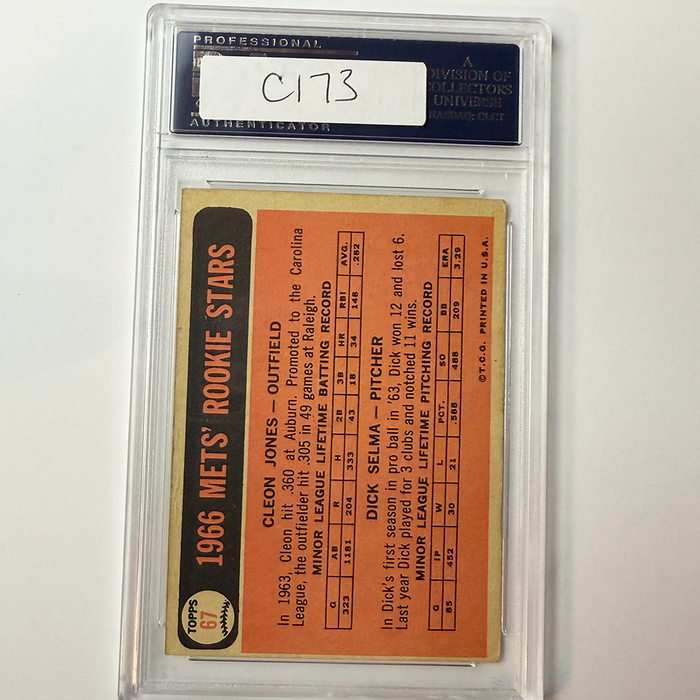 PROFESSIONAL
C173
AUTHENTICATOR
A
DIVISION OF
COLLECTORS
UNIVERSE
NASDAQ: CLCT
TOPPS
67
1966 METS' ROOKIE STARS
CLEON JONES — OUTFIELD
In 1963, Cleon hit .360 at Auburn. Promoted to the Carolina
League, the outfielder hit .305 in 49 games at Raleigh.
MINOR LEAGUE LIFETIME BATTING RECORD
G AB R H 2B 3B HR RBI AVG.
323 1181 204 333 43 18 34 148 .282
DICK SELMA — PITCHER
In Dick's first season in pro ball in '63, Dick won 12 and lost 6.
Last year Dick played for 3 clubs and notched 11 wins.
MINOR LEAGUE LIFETIME PITCHING RECORD
G IP W L PCT. SO BB ERA
85 452 30 21 .588 488 209 3.29
© T.C.G. PRINTED IN U.S.A.